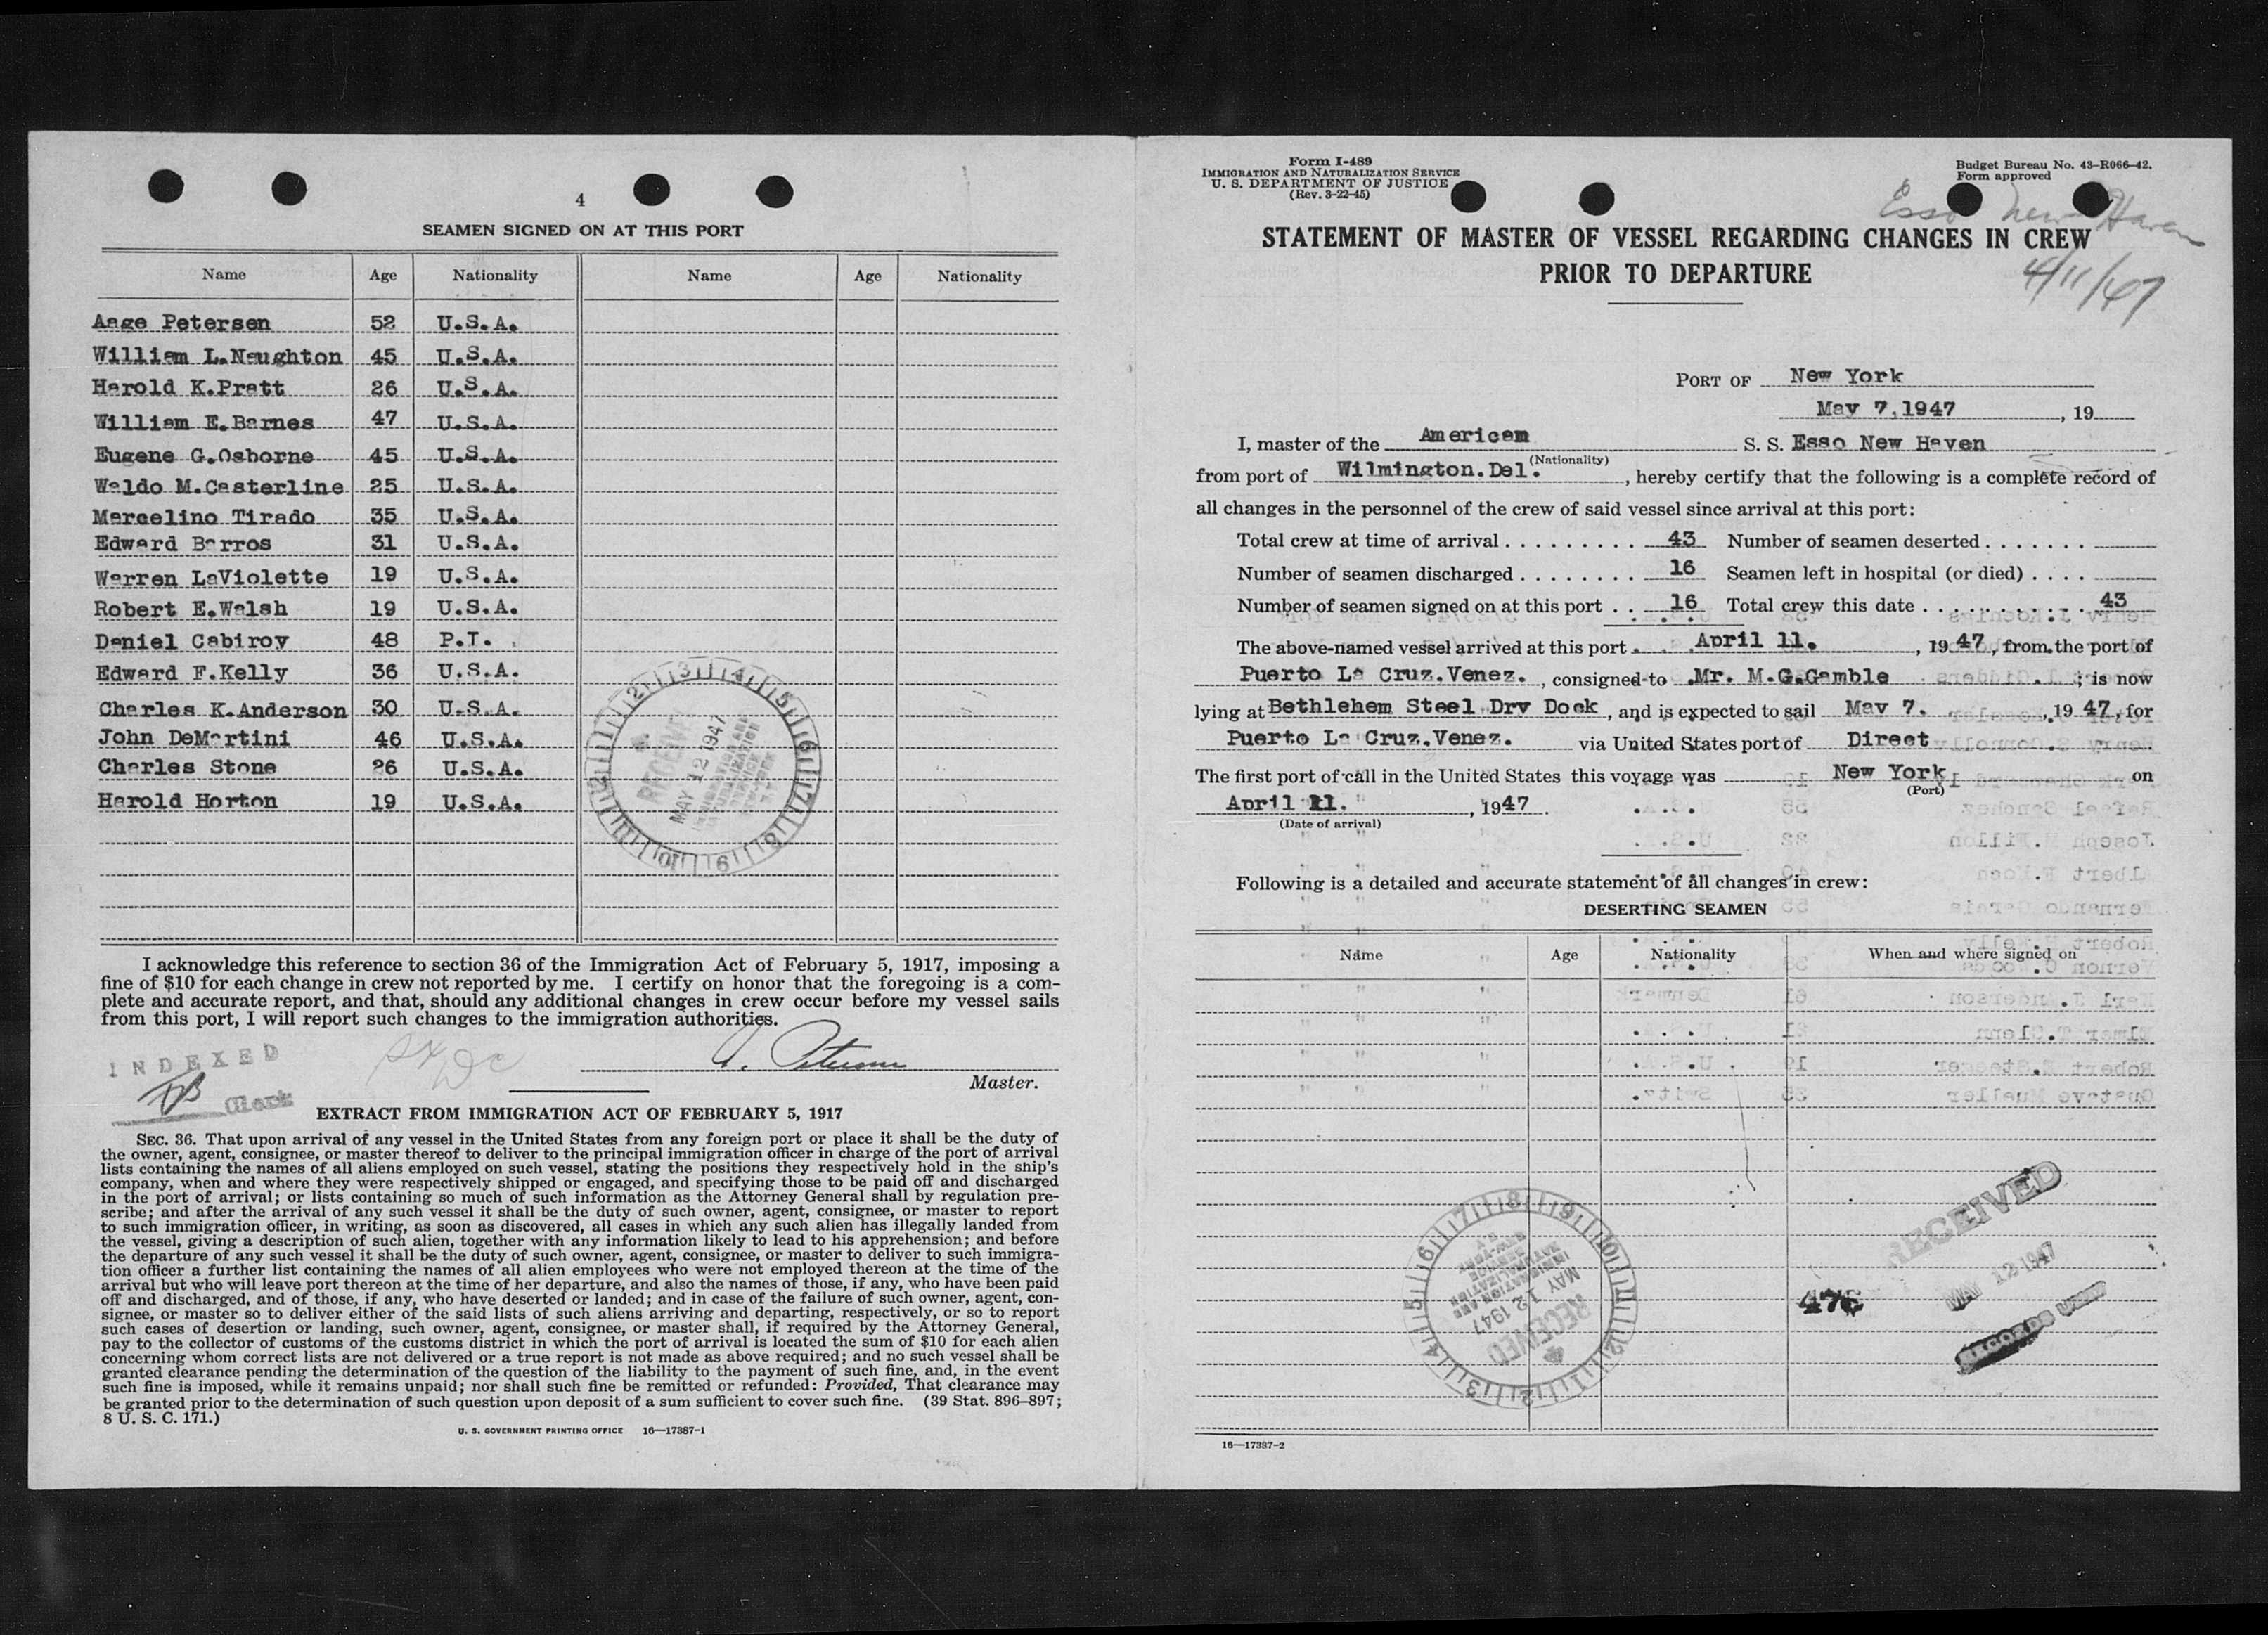 4
SEAMEN SIGNED ON AT THIS PORT
Name Age Nationality Name Age Nationality
Aage Petersen 52 U.S.A.
William L.Naughton 45 U.S.A.
Harold K.Pratt 26 U.S.A.
William E.Barnes 47 U.S.A.
Eugene G.Osborne 45 U.S.A.
Waldo M.Casterline 25 U.S.A.
Marcelino Tirado 35 U.S.A.
Edward Barros 31 U.S.A.
Warren LaViolette 19 U.S.A.
Robert E.Walsh 19 U.S.A.
Daniel Cabiroy 48 P.I.
Edward F.Kelly 36 U.S.A.
Charles K.Anderson 30 U.S.A.
John DeMartini 46 U.S.A.
Charles Stone 26 U.S.A.
Harold Horton 19 U.S.A.
RECEIVED
MAY 12 1947
I acknowledge this reference to section 36 of the Immigration Act of February 5, 1917, imposing a
fine of $10 for each change in crew not reported by me. I certify on honor that the foregoing is a com-
plete and accurate report, and that, should any additional changes in crew occur before my vessel sails
from this port, I will report such changes to the immigration authorities.
INDEXED
Clerk
Master.
EXTRACT FROM IMMIGRATION ACT OF FEBRUARY 5, 1917
SEC. 36. That upon arrival of any vessel in the United States from any foreign port or place it shall be the duty of
the owner, agent, consignee, or master thereof to deliver to the principal immigration officer in charge of the port of arrival
lists containing the names of all aliens employed on such vessel, stating the positions they respectively hold in the ship's
company, when and where they were respectively shipped or engaged, and specifying those to be paid off and discharged
in the port of arrival; or lists containing so much of such information as the Attorney General shall by regulation pre-
scribe; and after the arrival of any such vessel it shall be the duty of such owner, agent, consignee, or master to report
to such immigration officer, in writing, as soon as discovered, all cases in which any such alien has illegally landed from
the vessel, giving a description of such alien, together with any information likely to lead to his apprehension; and before
the departure of any such vessel it shall be the duty of such owner, agent, consignee, or master to deliver to such immigra-
tion officer a further list containing the names of all alien employees who were not employed thereon at the time of the
arrival but who will leave port thereon at the time of her departure, and also the names of those, if any, who have been paid
off and discharged, and of those, if any, who have deserted or landed; and in case of the failure of such owner, agent, con-
signee, or master so to deliver either of the said lists of such aliens arriving and departing, respectively, or so to report
such cases of desertion or landing, such owner, agent, consignee, or master shall, if required by the Attorney General,
pay to the collector of customs of the customs district in which the port of arrival is located the sum of $10 for each alien
concerning whom correct lists are not delivered or a true report is not made as above required; and no such vessel shall be
granted clearance pending the determination of the question of the liability to the payment of such fine, and, in the event
such fine is imposed, while it remains unpaid; nor shall such fine be remitted or refunded: Provided, That clearance may
be granted prior to the determination of such question upon deposit of a sum sufficient to cover such fine. (39 Stat. 896-897;
8 U. S. C. 171.)
U. S. GOVERNMENT PRINTING OFFICE 16—17387-1
Form I-489
IMMIGRATION AND NATURALIZATION SERVICE
U. S. DEPARTMENT OF JUSTICE
(Rev. 3-22-45)
Budget Bureau No. 43-R066-42.
Form approved
Esso New Haven
4/11/47
STATEMENT OF MASTER OF VESSEL REGARDING CHANGES IN CREW
PRIOR TO DEPARTURE
PORT OF New York
May 7,1947, 19
I, master of the American S. S. Esso New Haven
(Nationality)
from port of Wilmington.Del., hereby certify that the following is a complete record of
all changes in the personnel of the crew of said vessel since arrival at this port:
Total crew at time of arrival 43 Number of seamen deserted
Number of seamen discharged 16 Seamen left in hospital (or died)
Number of seamen signed on at this port 16 Total crew this date 43
The above-named vessel arrived at this port April 11., 1947, from the port of
Puerto La Cruz.Venez., consigned to Mr. M.G.Gamble; is now
lying at Bethlehem Steel Dry Dock, and is expected to sail May 7., 1947, for
Puerto La Cruz.Venez. via United States port of Direct
The first port of call in the United States this voyage was New York on
(Port)
April 11., 1947.
(Date of arrival)
Following is a detailed and accurate statement of all changes in crew:
DESERTING SEAMEN
Name Age Nationality When and where signed on
RECEIVED
MAY 12 1947
IMMIGRATION AND
NATURALIZATION
SERVICE
NEW-YORK
N.Y.
RECEIVED
MAY 12 1947
RECORDS UNIT
16—17387-2